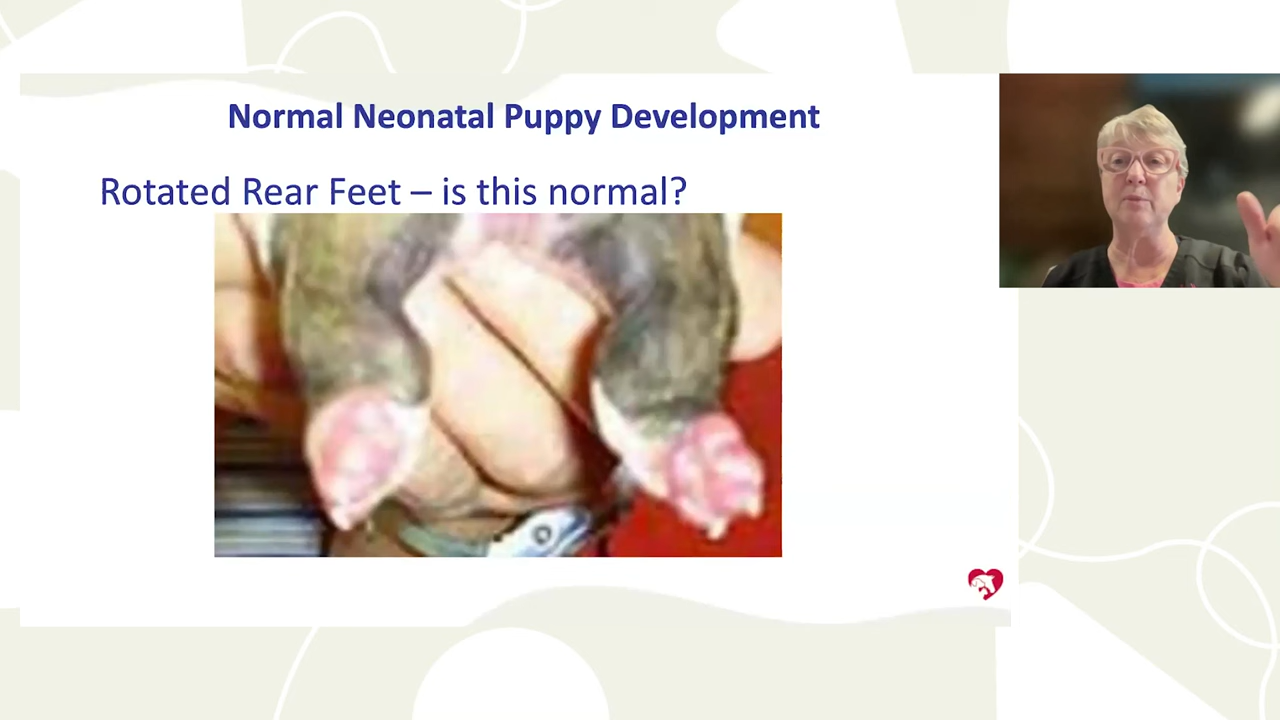 Normal Neonatal Puppy Development
Rotated Rear Feet – is this normal?